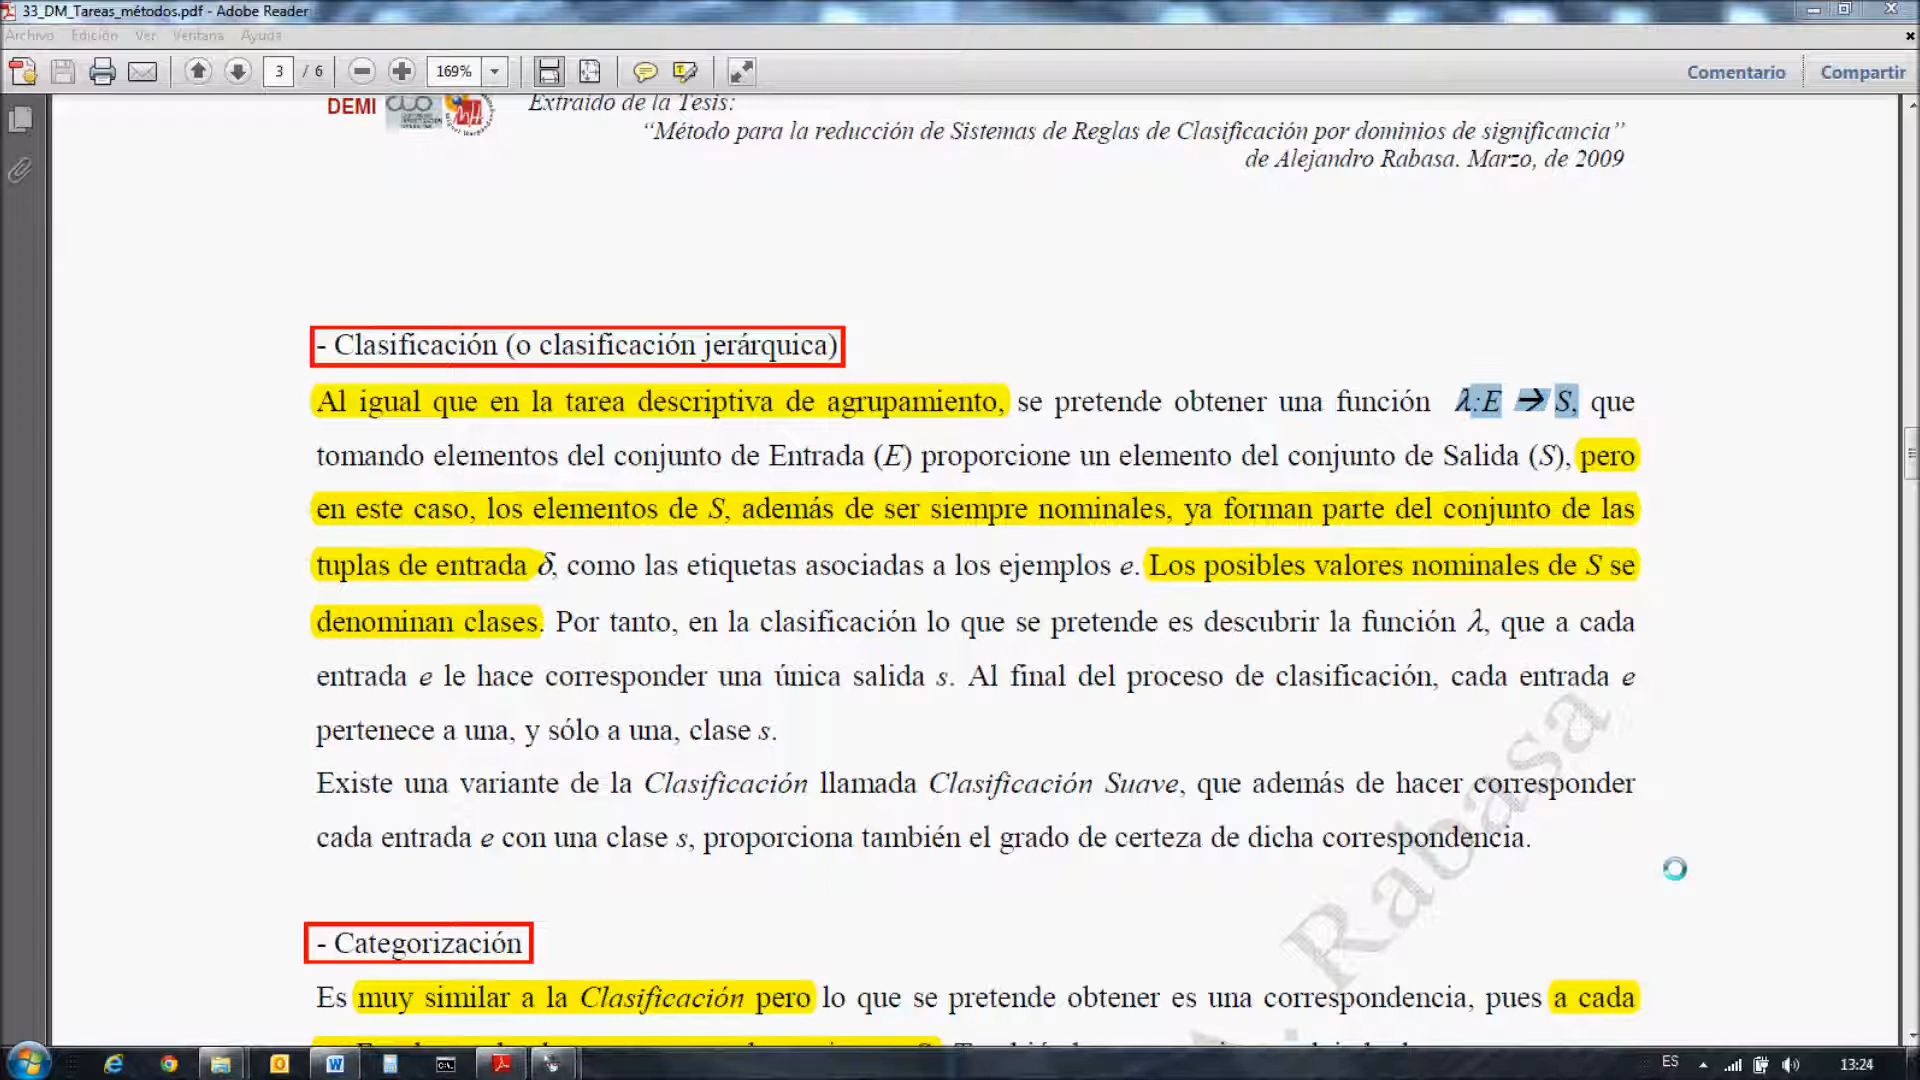 33_DM_Tareas_métodos.pdf - Adobe Reader
Archivo Edición Ver Ventana Ayuda
3 / 6 169% Comentario Compartir
DEMI CIO Extraído de la Tesis:
“Método para la reducción de Sistemas de Reglas de Clasificación por dominios de significancia”
de Alejandro Rabasa. Marzo, de 2009
- Clasificación (o clasificación jerárquica)
Al igual que en la tarea descriptiva de agrupamiento, se pretende obtener una función λ:E → S, que
tomando elementos del conjunto de Entrada (E) proporcione un elemento del conjunto de Salida (S), pero
en este caso, los elementos de S, además de ser siempre nominales, ya forman parte del conjunto de las
tuplas de entrada δ, como las etiquetas asociadas a los ejemplos e. Los posibles valores nominales de S se
denominan clases. Por tanto, en la clasificación lo que se pretende es descubrir la función λ, que a cada
entrada e le hace corresponder una única salida s. Al final del proceso de clasificación, cada entrada e
pertenece a una, y sólo a una, clase s.
Existe una variante de la Clasificación llamada Clasificación Suave, que además de hacer corresponder
cada entrada e con una clase s, proporciona también el grado de certeza de dicha correspondencia.
Rabasa
- Categorización
Es muy similar a la Clasificación pero lo que se pretende obtener es una correspondencia, pues a cada
ES 13:24